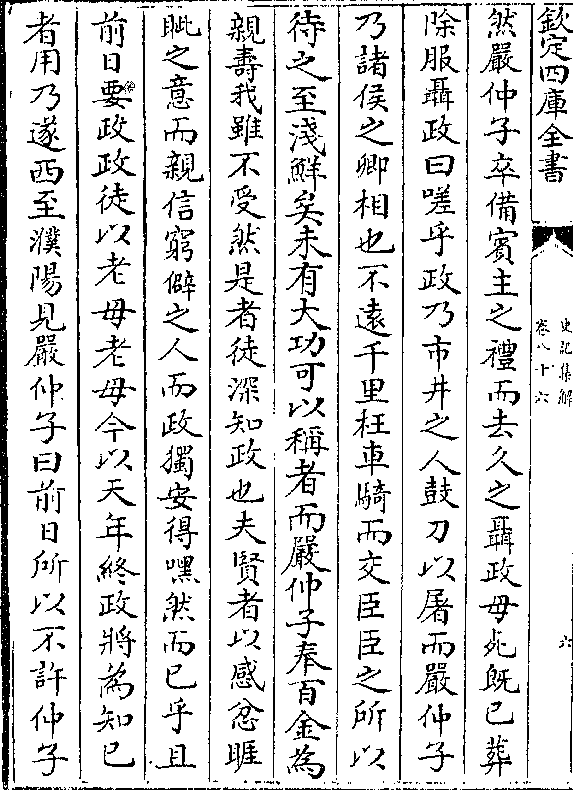 欽定四庫全書
史記集解
卷八十六
六
然嚴仲子卒備賓主之禮而去久之聶政母死既已葬
除服聶政曰嗟乎政乃市井之人鼓刀以屠而嚴仲子
乃諸侯之卿相也不遠千里枉車騎而交臣臣之所以
待之至淺鮮矣未有大功可以稱者而嚴仲子奉百金為
親壽我雖不受然是者徒深知政也夫賢者以感忿睚
眦之意而親信窮僻之人而政獨安得嘿然而已乎且
前日要政政徒以老母老母今以天年終政將為知已
者用乃遂西至濮陽見嚴仲子曰前日所以不許仲子